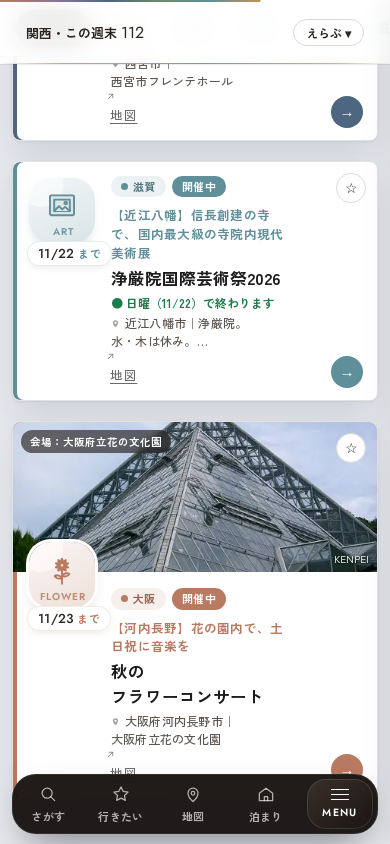 関西・この週末 112
えらぶ ▾
西宮市｜
西宮市フレンテホール
↗
地図
→
滋賀
開催中
☆
ART
11/22 まで
【近江八幡】信長創建の寺
で、国内最大級の寺院内現代
美術展
浄厳院国際芸術祭2026
日曜（11/22）で終わります
近江八幡市｜浄厳院。
水・木は休み。…
↗
地図
→
会場：大阪府立花の文化園
☆
KENPEI
FLOWER
11/23 まで
大阪
開催中
【河内長野】花の園内で、土
日祝に音楽を
秋の
フラワーコンサート
大阪府河内長野市｜
大阪府立花の文化園
↗
地図
→
さがす
行きたい
地図
泊まり
MENU